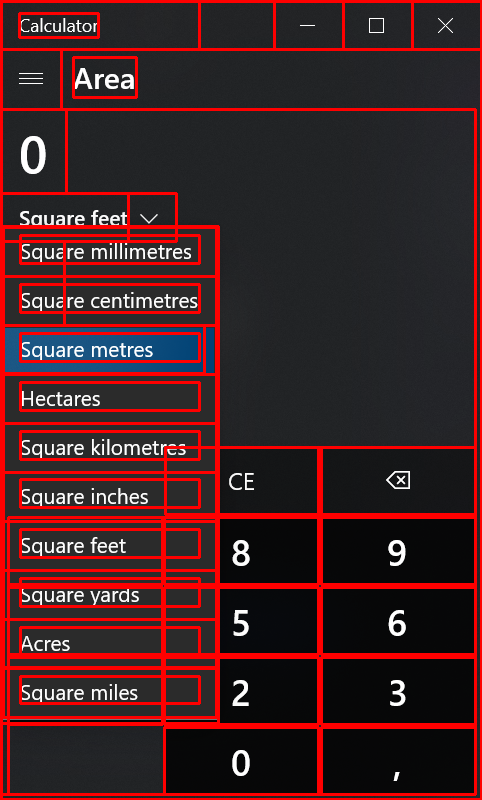 Calculator
Area
0
Square feet
Square millimetres
Square centimetres
Square metres
Hectares
Square kilometres
CE
Square inches
Square feet
8
9
Square yards
5
6
Acres
Square miles
2
3
0
,